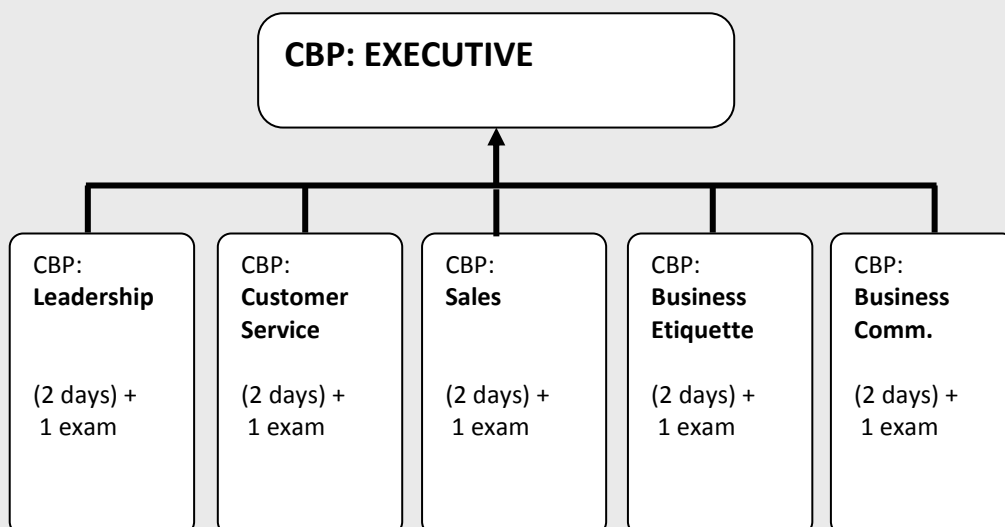 CBP: EXECUTIVE
CBP:
Leadership
(2 days) +
1 exam
CBP:
Customer
Service
(2 days) +
1 exam
CBP:
Sales
(2 days) +
1 exam
CBP:
Business
Etiquette
(2 days) +
1 exam
CBP:
Business
Comm.
(2 days) +
1 exam